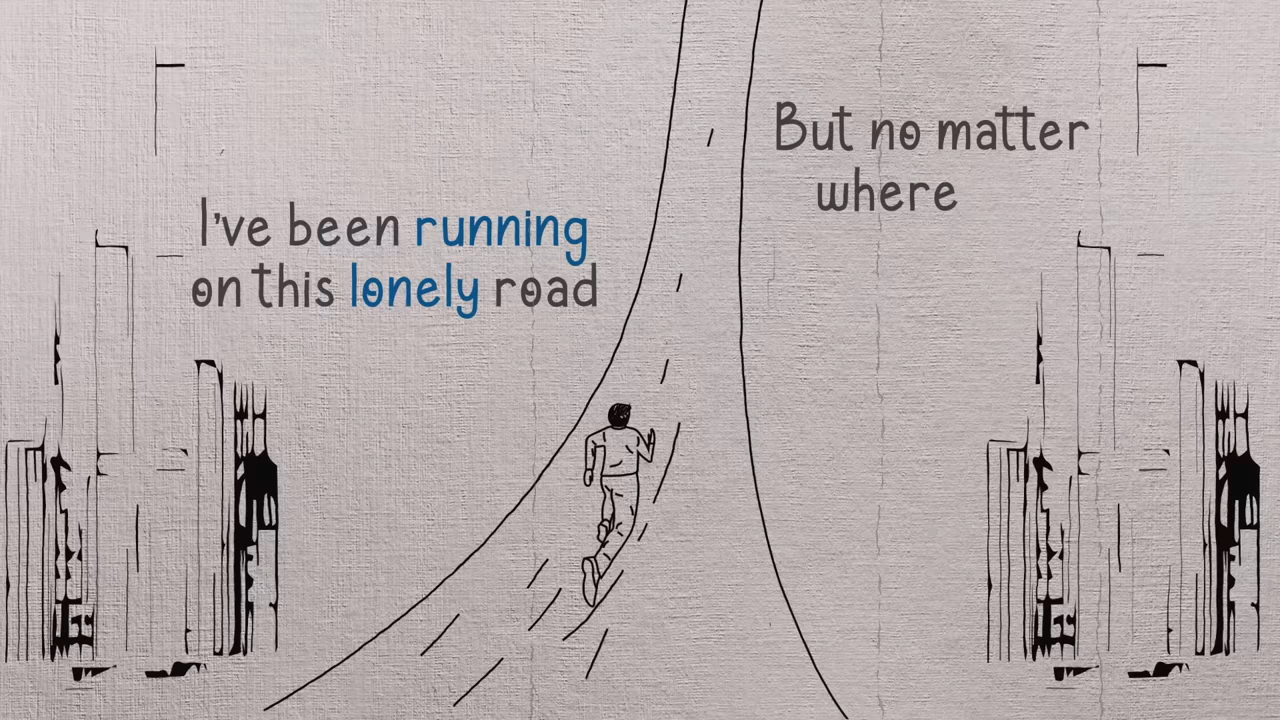 I've been running
on this lonely road
But no matter
where